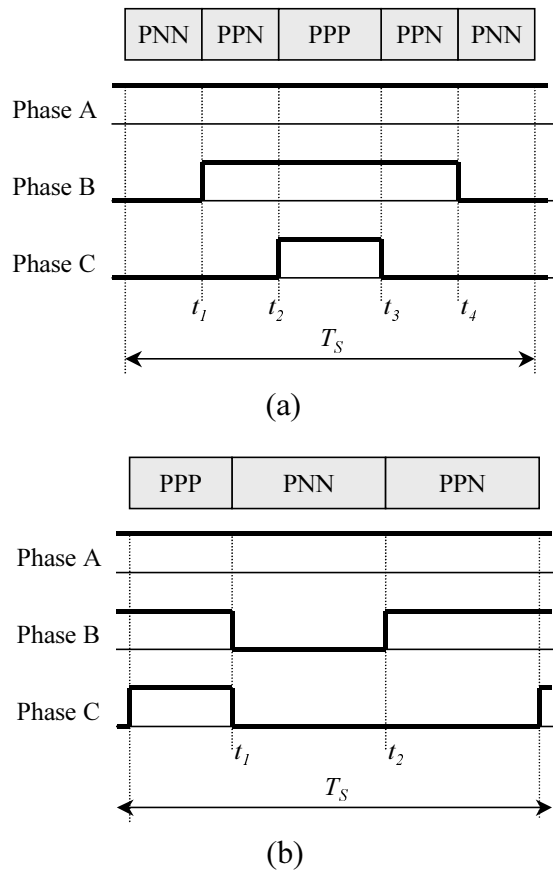 PNN PPN PPP PPN PNN
Phase A
Phase B
Phase C
t1 t2 t3 t4
TS
(a)
PPP PNN PPN
Phase A
Phase B
Phase C
t1 t2
TS
(b)